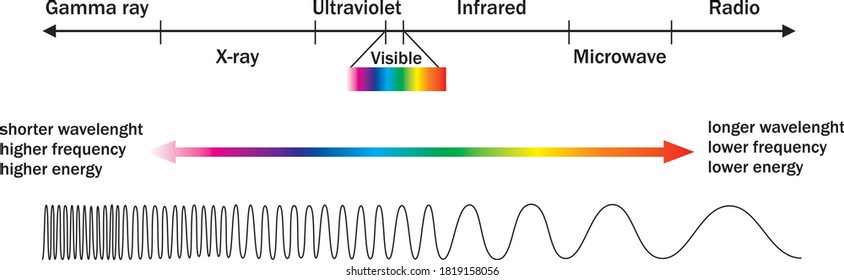 Gamma ray
Ultraviolet
Infrared
Radio
X-ray
Visible
Microwave
shorter wavelenght
higher frequency
higher energy
longer wavelenght
lower frequency
lower energy
shutterstock.com · 1819158056